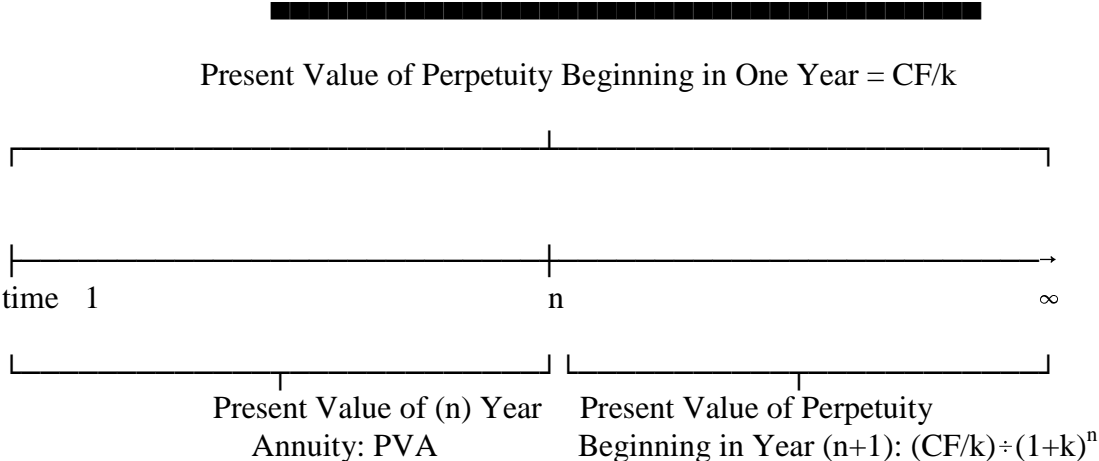 Present Value of Perpetuity Beginning in One Year = CF/k
time 1 n ∞
Present Value of (n) Year Present Value of Perpetuity
Annuity: PVA Beginning in Year (n+1): (CF/k)÷(1+k)ⁿ